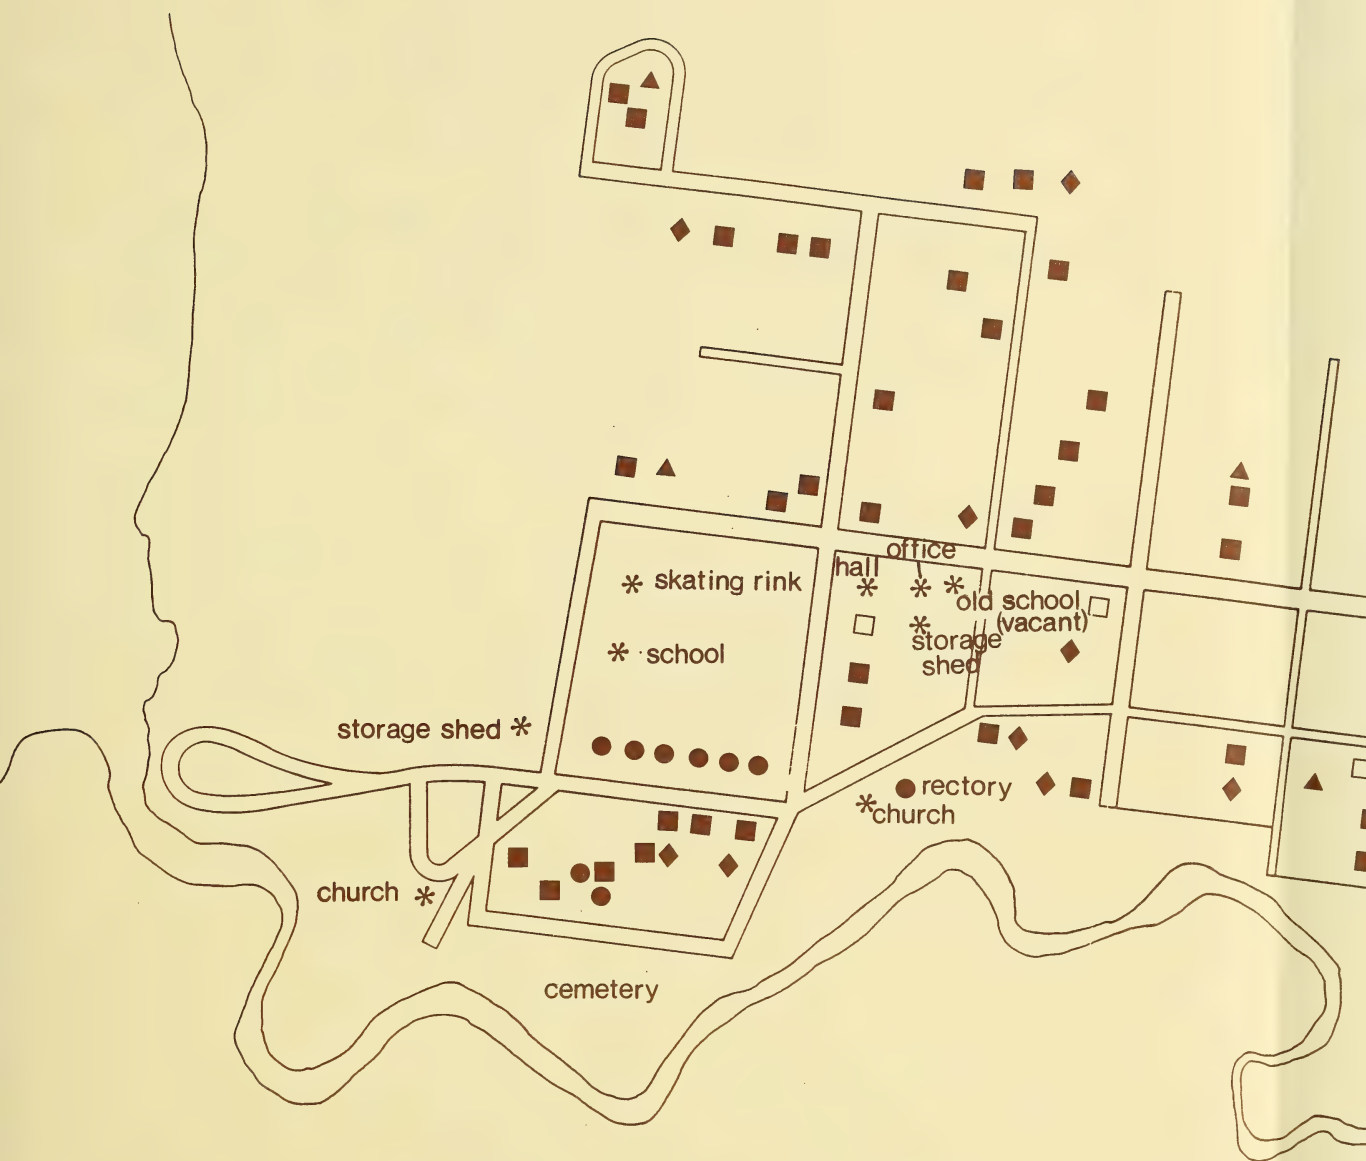 office
hall
skating rink
old school
(vacant)
storage
shed
school
storage shed
rectory
church
church
cemetery